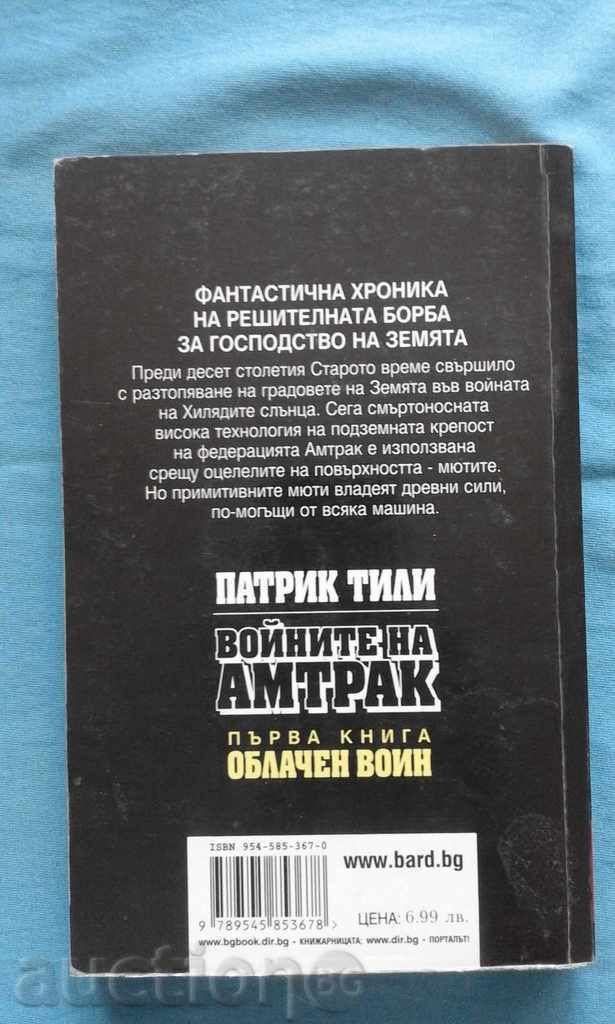 ФАНТАСТИЧНА ХРОНИКА
НА РЕШИТЕЛНАТА БОРБА
ЗА ГОСПОДСТВО НА ЗЕМЯТА
Преди десет столетия Старото време свършило
с разтопяване на градовете на Земята във войната
на Хилядите слънца. Сега смъртоносната
висока технология на подземната крепост
на федерацията Амтрак е използвана
срещу оцелелите на повърхността - мютите.
Но примитивните мюти владеят древни сили,
по-могъщи от всяка машина.
ПАТРИК ТИЛИ
ВОЙНИТЕ НА
АМТРАК
ПЪРВА КНИГА
ОБЛАЧЕН ВОИН
ISBN 954-585-367-0
www.bard.bg
9 789545 853678 >
ЦЕНА: 6.99 лв.
www.bgbook.dir.bg - КНИЖАРНИЦАТА; www.dir.bg - ПОРТАЛЪТ!
auction BG